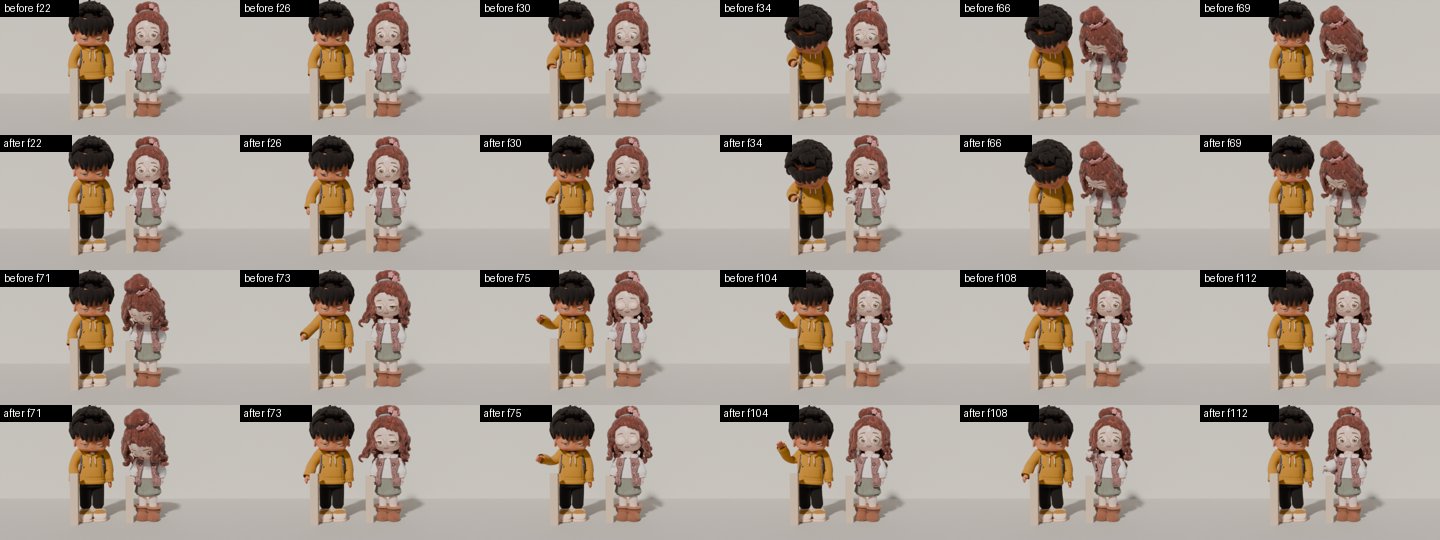 before f22
before f26
before f30
before f34
before f66
before f69
after f22
after f26
after f30
after f34
after f66
after f69
before f71
before f73
before f75
before f104
before f108
before f112
after f71
after f73
after f75
after f104
after f108
after f112